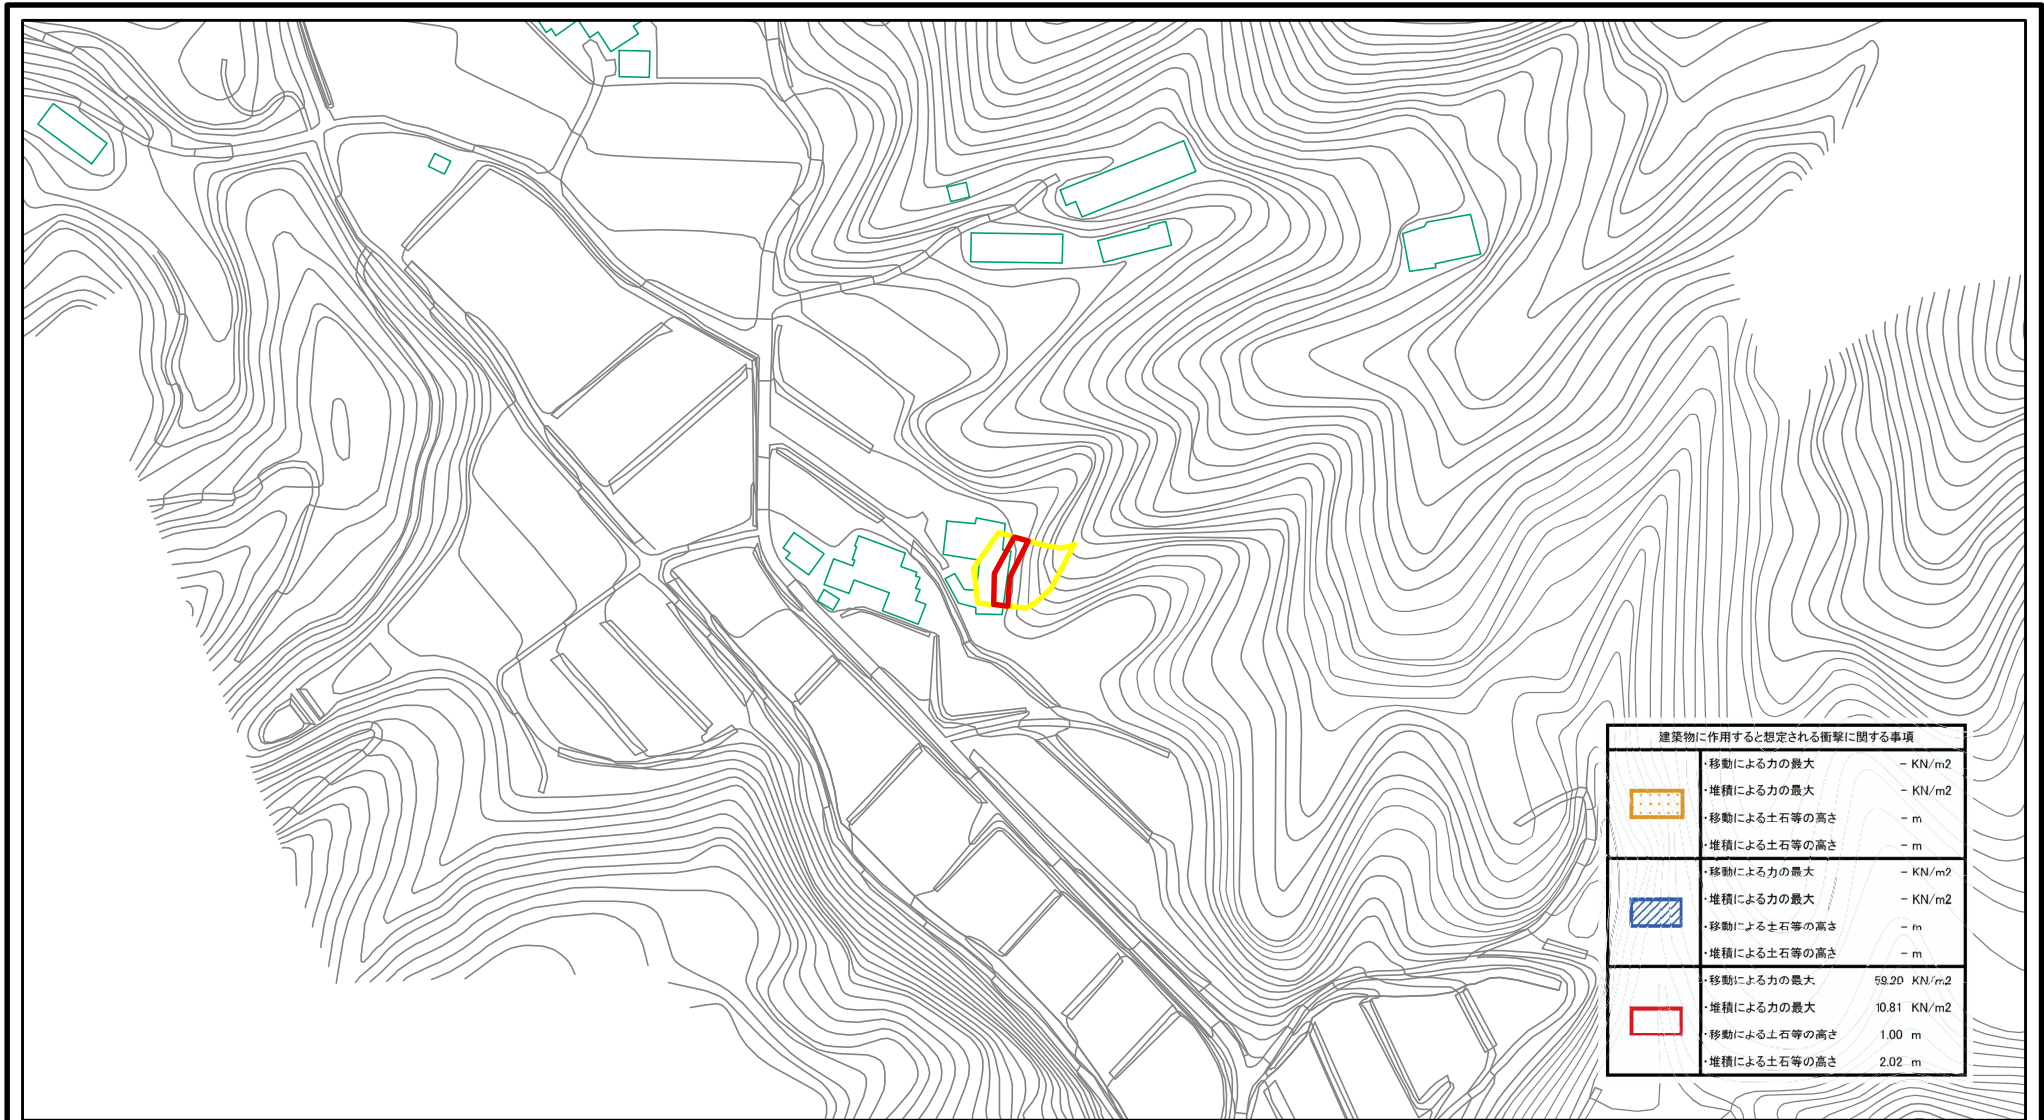 建築物に作用すると想定される衝撃に関する事項
・移動による力の最大 － KN/m2
・堆積による力の最大 － KN/m2
・移動による土石等の高さ － m
・堆積による土石等の高さ － m
・移動による力の最大 － KN/m2
・堆積による力の最大 － KN/m2
・移動による土石等の高さ － m
・堆積による土石等の高さ － m
・移動による力の最大 59.20 KN/m2
・堆積による力の最大 10.81 KN/m2
・移動による土石等の高さ 1.00 m
・堆積による土石等の高さ 2.02 m